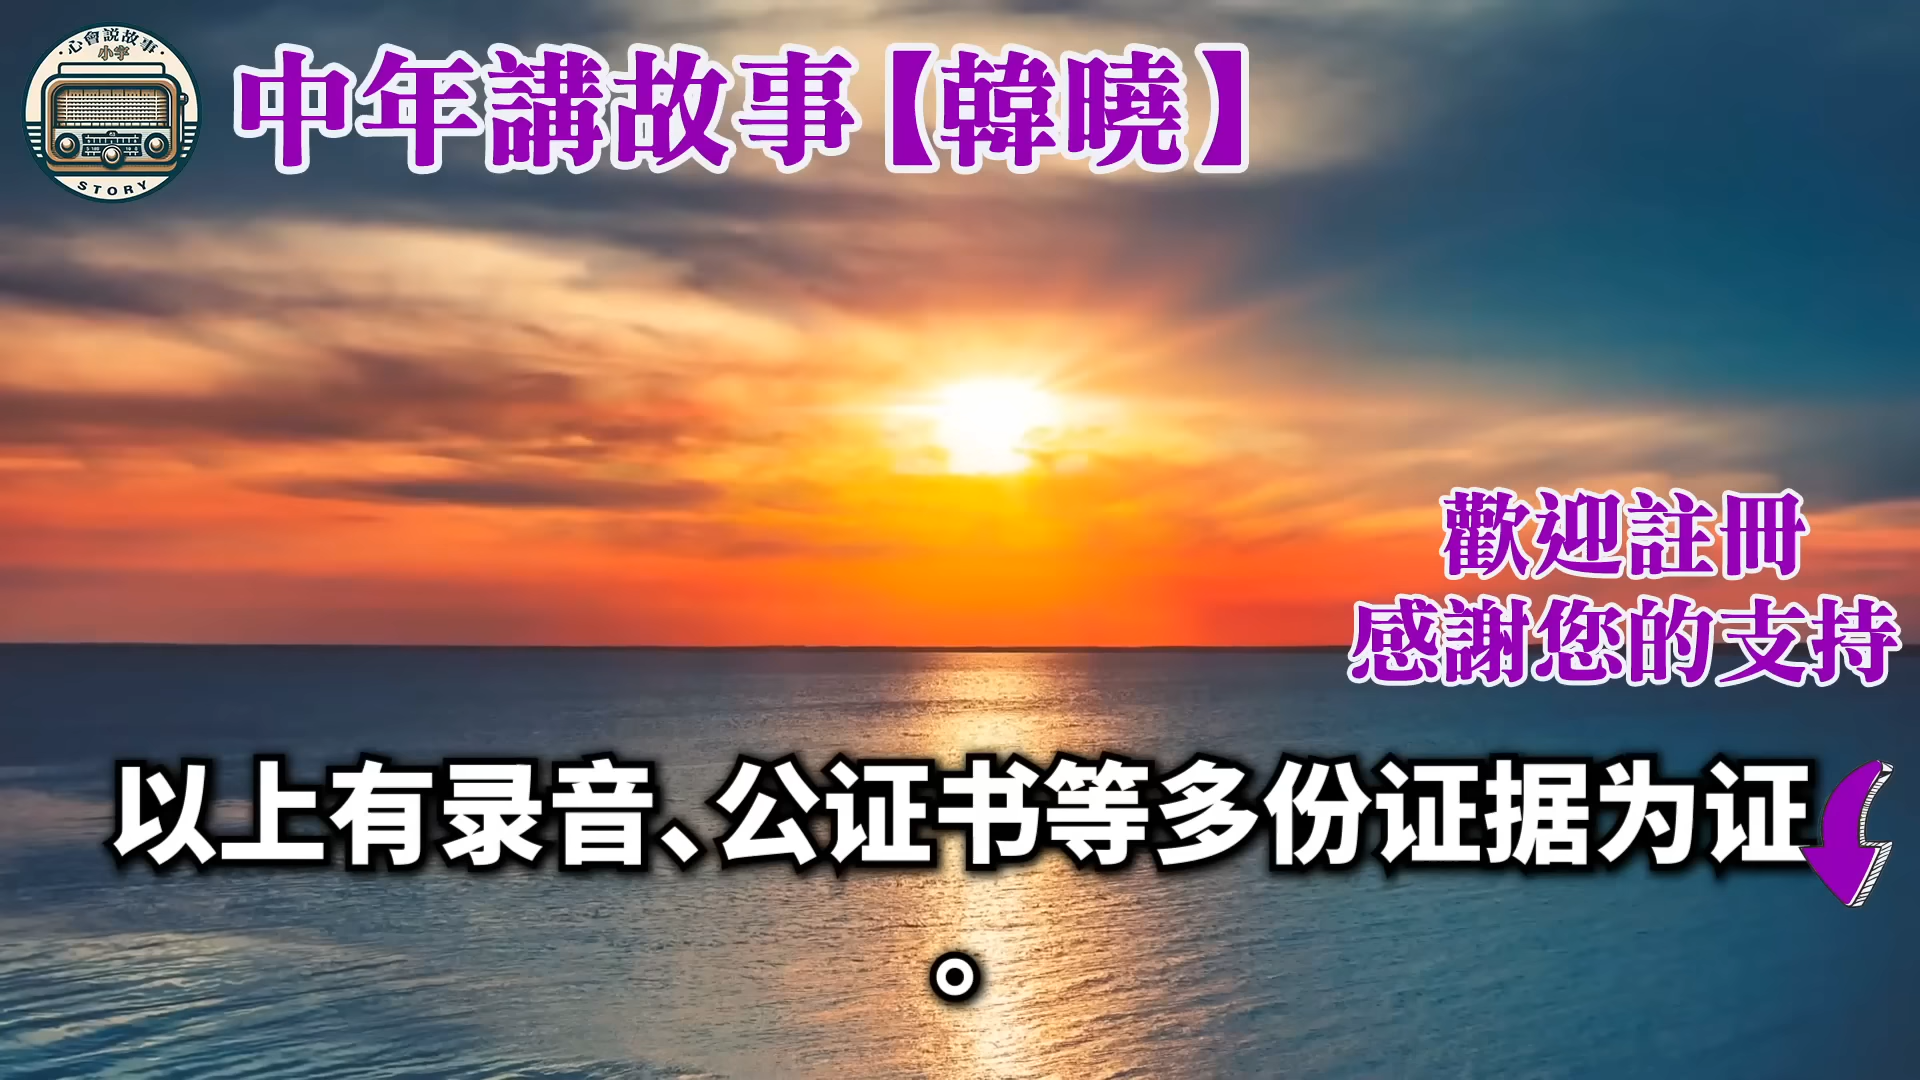 ·心會説故事·
小宇
STORY
中年講故事【韓曉】
歡迎註冊
感謝您的支持
以上有录音、公证书等多份证据为证
。